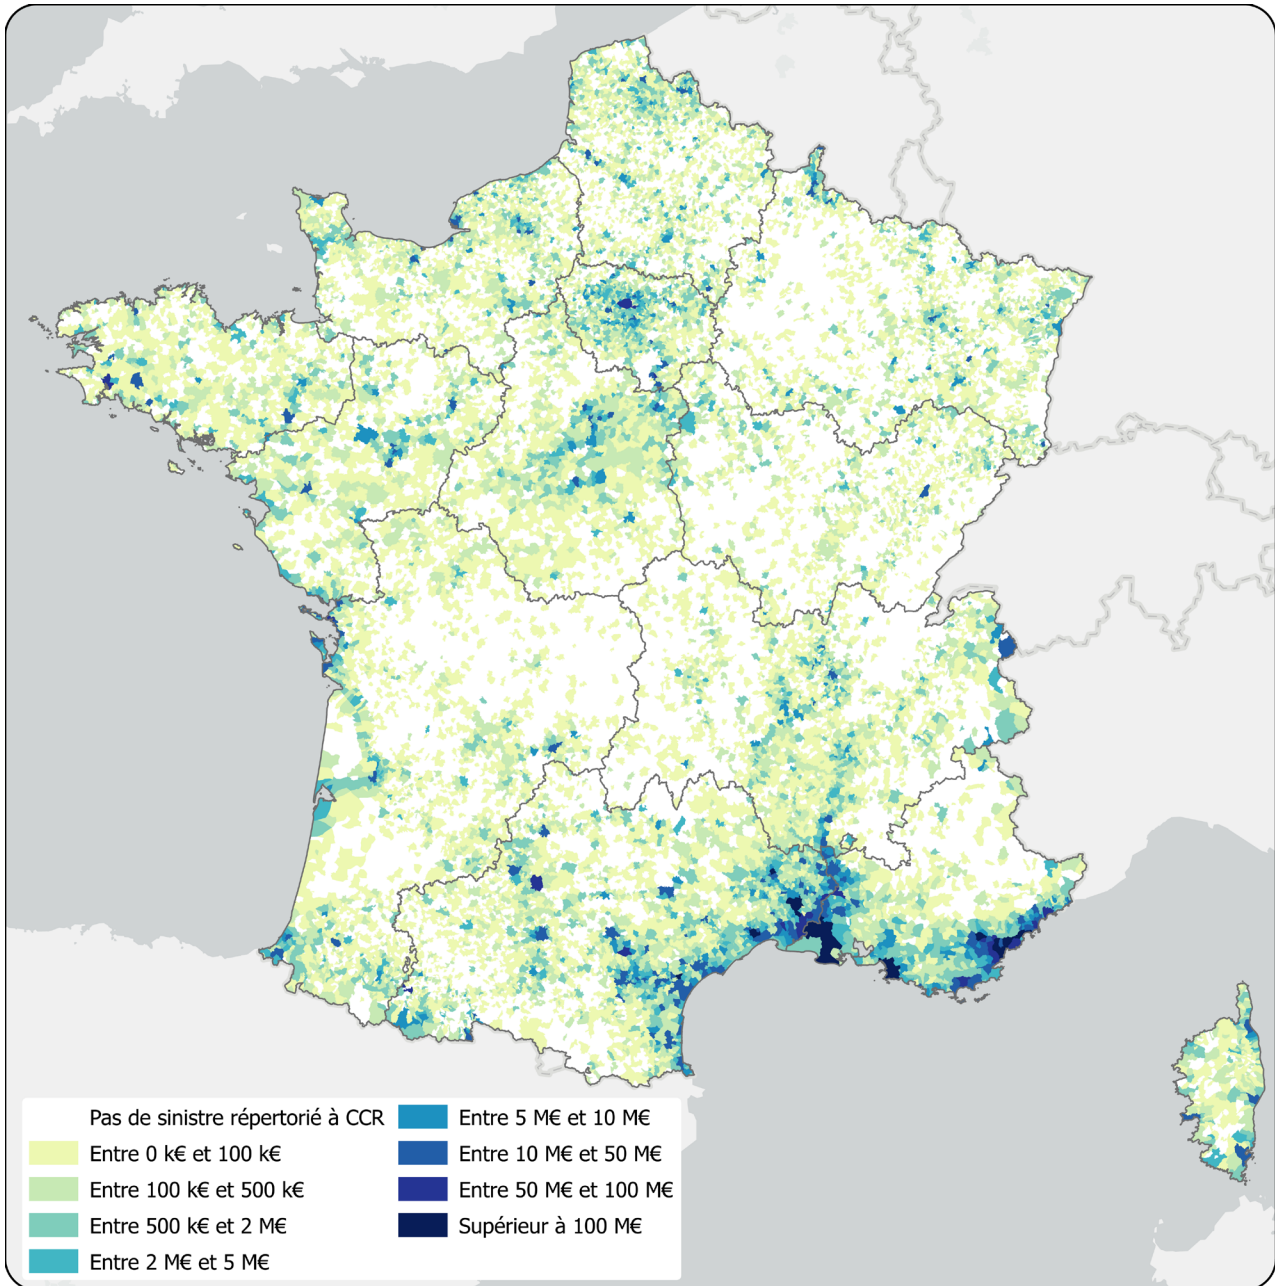 Pas de sinistre répertorié à CCR
Entre 0 k€ et 100 k€
Entre 100 k€ et 500 k€
Entre 500 k€ et 2 M€
Entre 2 M€ et 5 M€
Entre 5 M€ et 10 M€
Entre 10 M€ et 50 M€
Entre 50 M€ et 100 M€
Supérieur à 100 M€